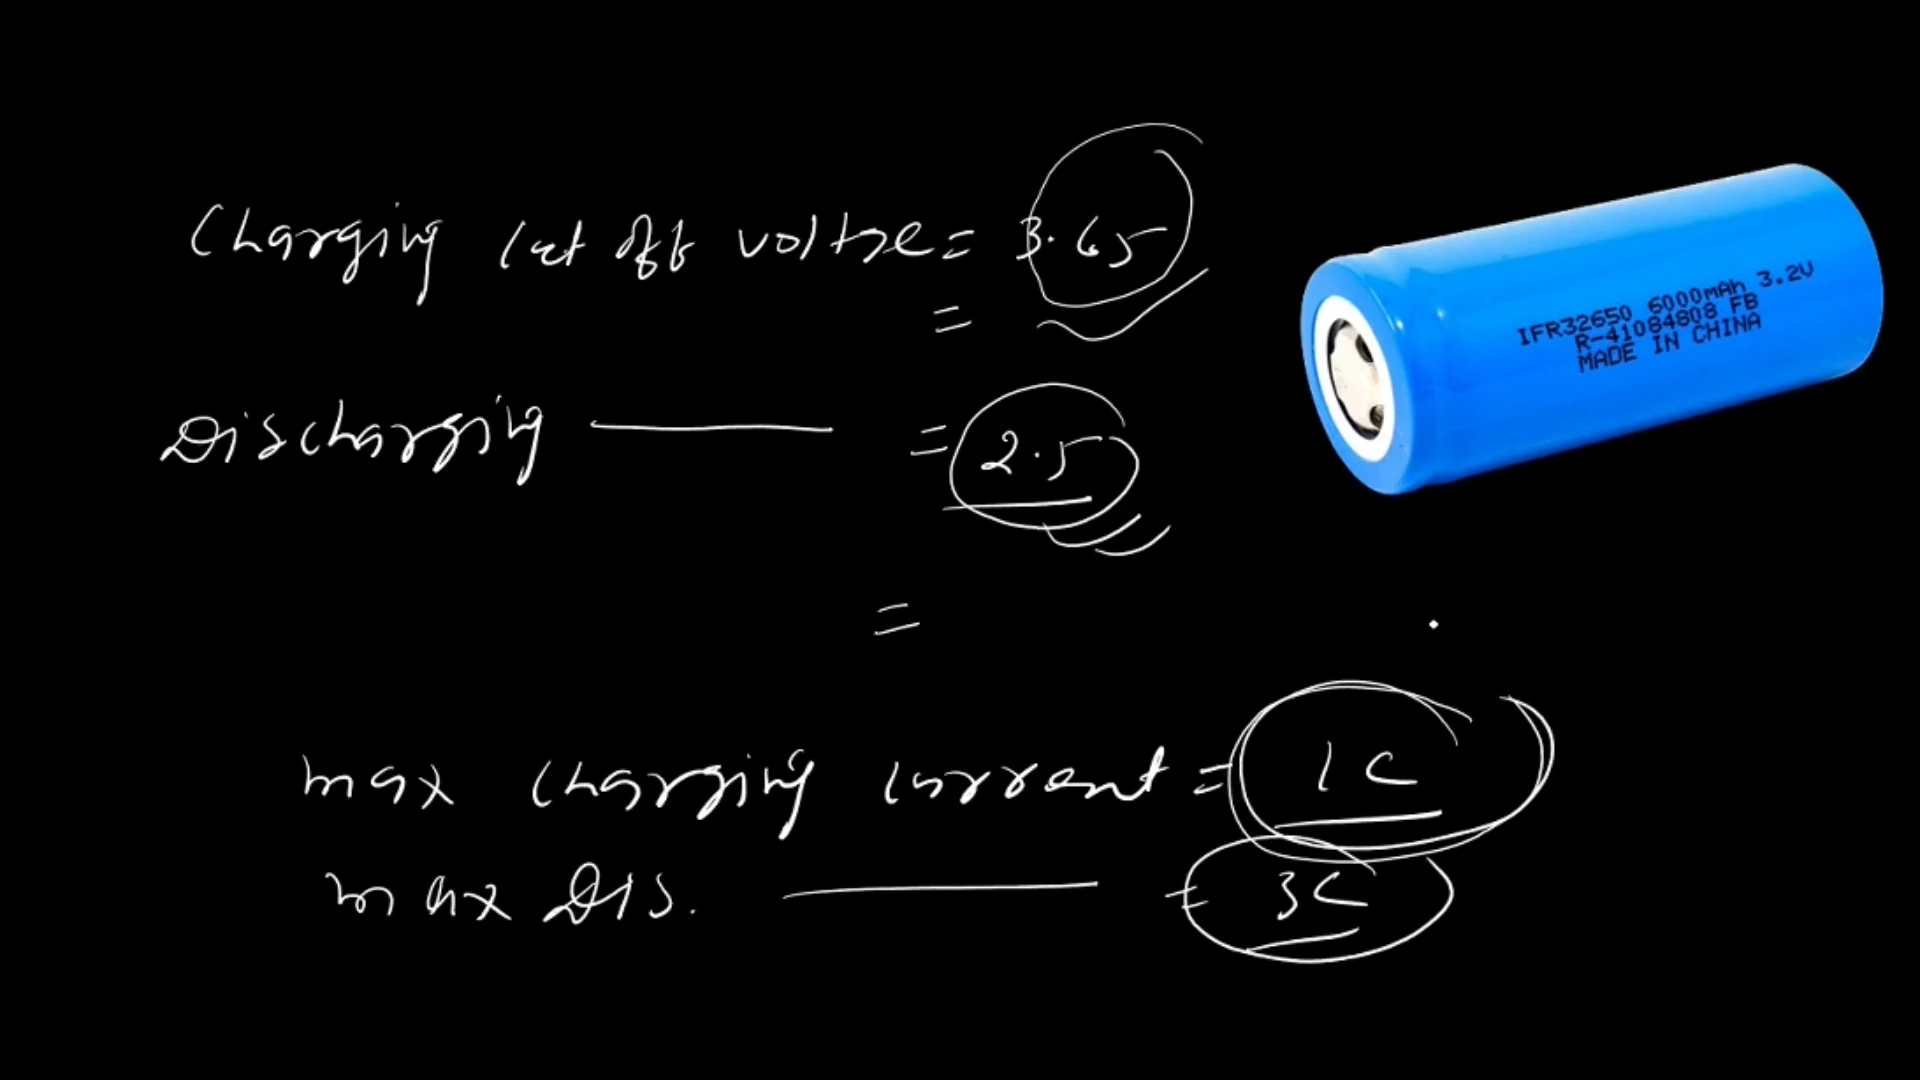 Charging cut off voltage = 3.65
=
IFR32650 6000mAh 3.2V
R-41084808 FB
MADE IN CHINA
Discharging —— = 2.5
=
max charging current = 1C
max Dis. —— = 3C